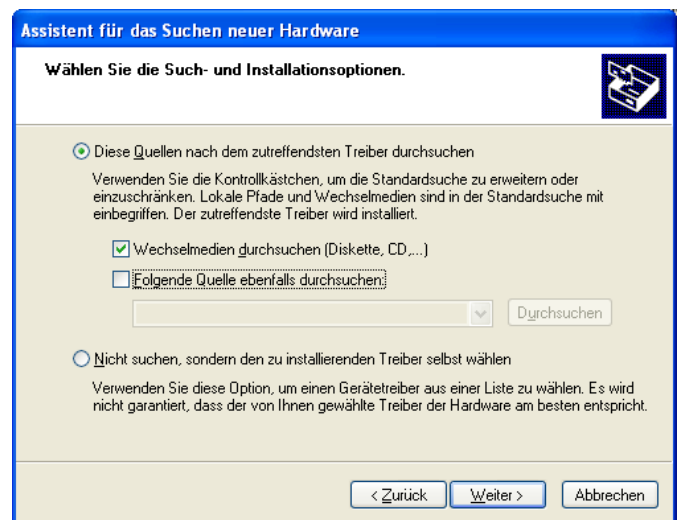 Assistent für das Suchen neuer Hardware
Wählen Sie die Such- und Installationsoptionen.
Diese Quellen nach dem zutreffendsten Treiber durchsuchen
Verwenden Sie die Kontrollkästchen, um die Standardsuche zu erweitern oder
einzuschränken. Lokale Pfade und Wechselmedien sind in der Standardsuche mit
einbegriffen. Der zutreffendste Treiber wird installiert.
Wechselmedien durchsuchen (Diskette, CD,...)
Folgende Quelle ebenfalls durchsuchen:
Durchsuchen
Nicht suchen, sondern den zu installierenden Treiber selbst wählen
Verwenden Sie diese Option, um einen Gerätetreiber aus einer Liste zu wählen. Es wird
nicht garantiert, dass der von Ihnen gewählte Treiber der Hardware am besten entspricht.
< Zurück Weiter > Abbrechen